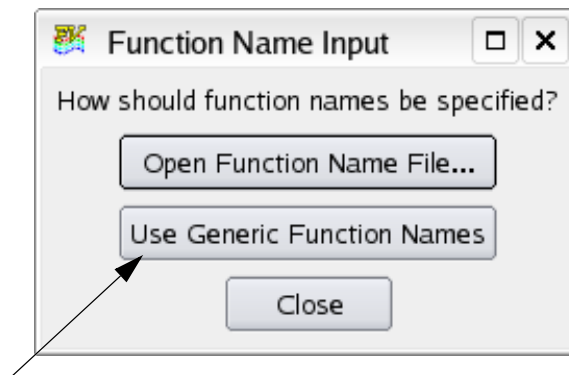 Function Name Input
How should function names be specified?
Open Function Name File...
Use Generic Function Names
Close